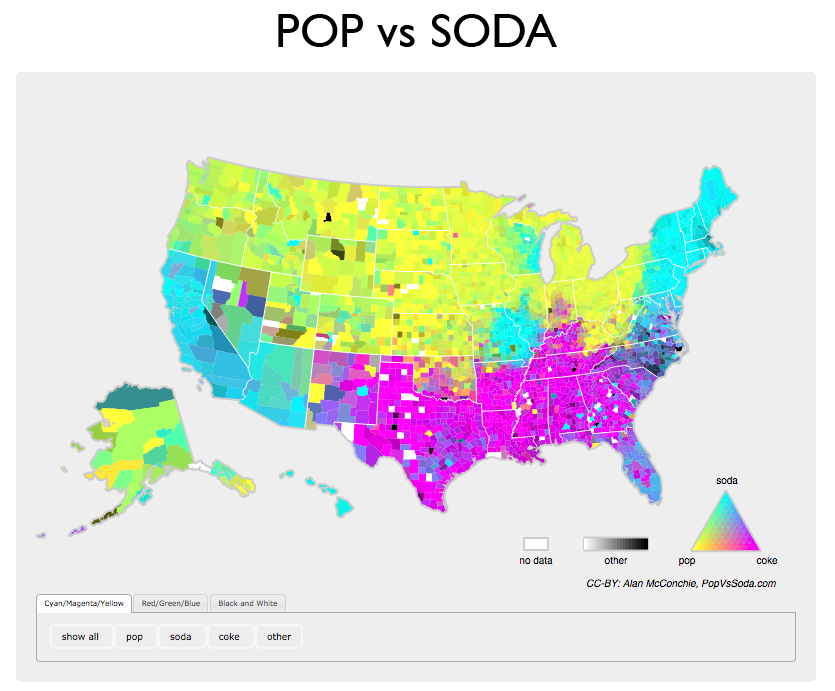 POP vs SODA
soda
no data
other
pop
coke
CC-BY: Alan McConchie, PopVsSoda.com
Cyan/Magenta/Yellow
Red/Green/Blue
Black and White
show all
pop
soda
coke
other